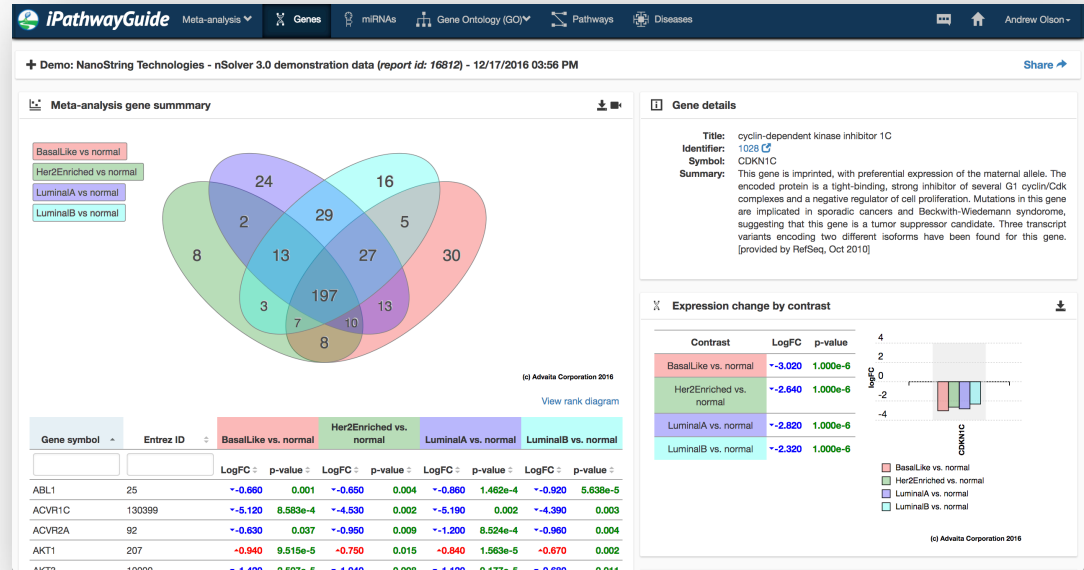 iPathwayGuide Meta-analysis Genes miRNAs Gene Ontology (GO) Pathways Diseases Andrew Olson
Demo: NanoString Technologies - nSolver 3.0 demonstration data (report id: 16812) - 12/17/2016 03:56 PM Share
Meta-analysis gene summmary
BasalLike vs normal
Her2Enriched vs normal
LuminalA vs normal
LuminalB vs normal
24 16
2 29 5
8 13 27 30
3 197 13
7 10
8
(c) Advaita Corporation 2016
View rank diagram
Gene symbol Entrez ID BasalLike vs. normal Her2Enriched vs. normal LuminalA vs. normal LuminalB vs. normal
LogFC p-value LogFC p-value LogFC p-value LogFC p-value
ABL1 25 -0.660 0.001 -0.650 0.004 -0.860 1.462e-4 -0.920 5.638e-5
ACVR1C 130399 -5.120 8.583e-4 -4.530 0.002 -5.190 0.002 -4.390 0.003
ACVR2A 92 -0.630 0.037 -0.950 0.009 -1.200 8.524e-4 -0.960 0.004
AKT1 207 0.940 9.515e-5 0.750 0.015 0.840 1.563e-5 0.670 0.002
Gene details
Title: cyclin-dependent kinase inhibitor 1C
Identifier: 1028
Symbol: CDKN1C
Summary: This gene is imprinted, with preferential expression of the maternal allele. The
encoded protein is a tight-binding, strong inhibitor of several G1 cyclin/Cdk
complexes and a negative regulator of cell proliferation. Mutations in this gene
are implicated in sporadic cancers and Beckwith-Wiedemann syndorome,
suggesting that this gene is a tumor suppressor candidate. Three transcript
variants encoding two different isoforms have been found for this gene.
[provided by RefSeq, Oct 2010]
Expression change by contrast
Contrast LogFC p-value
BasalLike vs. normal -3.020 1.000e-6
Her2Enriched vs. normal -2.640 1.000e-6
LuminalA vs. normal -2.820 1.000e-6
LuminalB vs. normal -2.320 1.000e-6
4
2
0
-2
-4
logFC
CDKN1C
BasalLike vs. normal
Her2Enriched vs. normal
LuminalA vs. normal
LuminalB vs. normal
(c) Advaita Corporation 2016